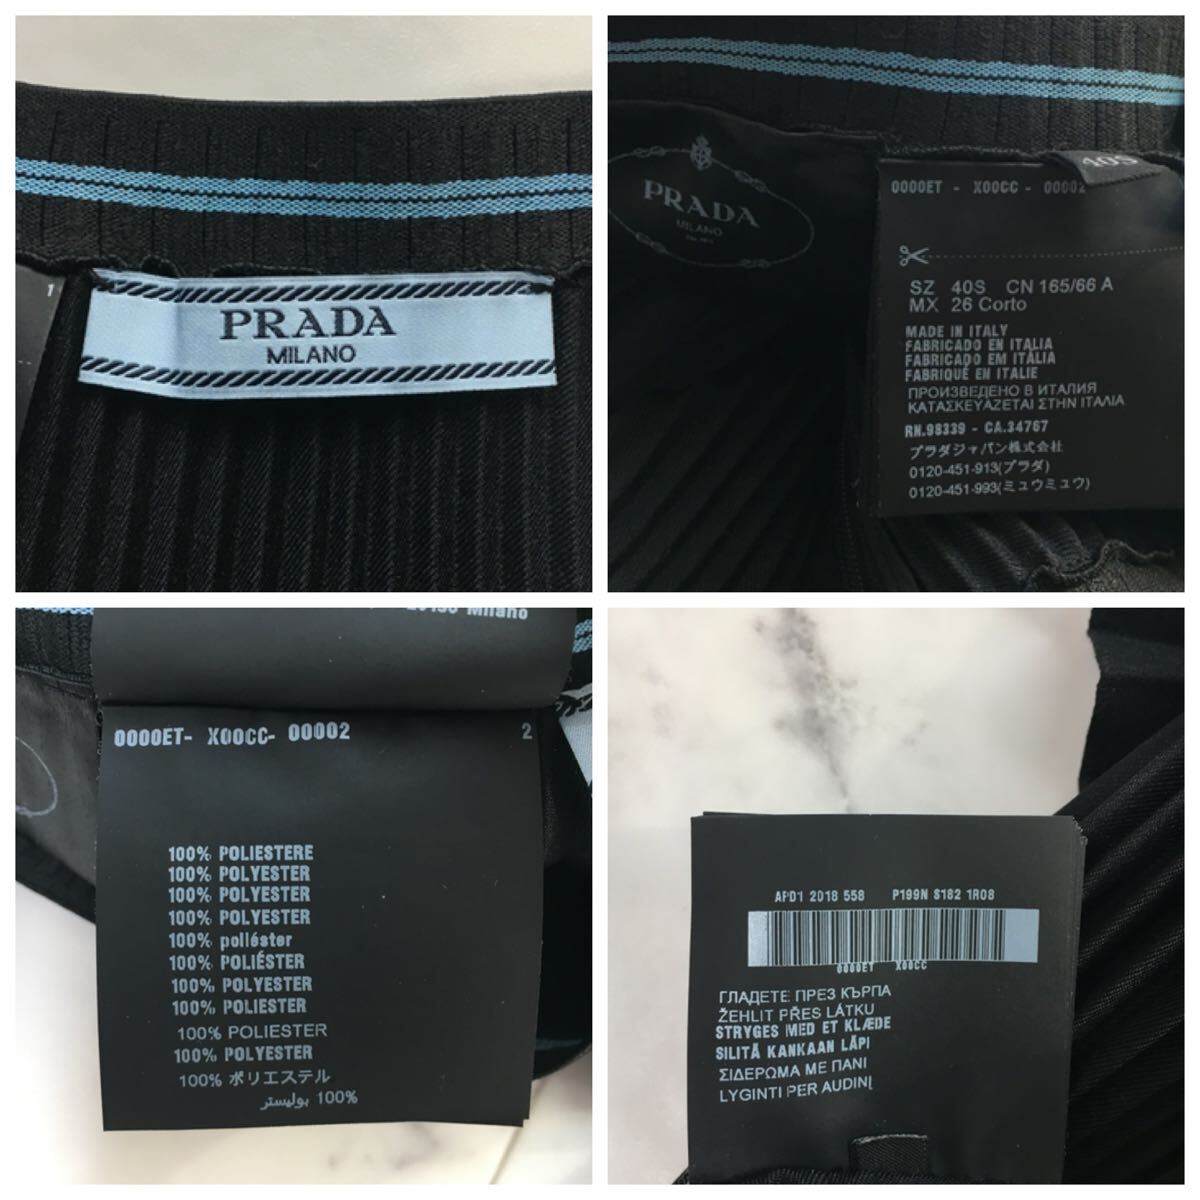 1
PRADA
MILANO
PRADA
MILANO
40S
0000ET - X00CC - 00002
SZ 40S CN 165/66 A
MX 26 Corto
MADE IN ITALY
FABRICADO EN ITALIA
FABRICADO EM ITÁLIA
FABRIQUÉ EN ITALIE
ПРОИЗВЕДЕНО В ИТАЛИЯ
ΚΑΤΑΣΚΕΥΑΖΕΤΑΙ ΣΤΗΝ ΙΤΑΛΙΑ
RN.98339 - CA.34767
プラダジャパン株式会社
0120-451-913(プラダ)
0120-451-993(ミュウミュウ)
Milano
0000ET- X00CC- 00002 2
100% POLIESTERE
100% POLYESTER
100% POLYESTER
100% POLYESTER
100% poliéster
100% POLIÉSTER
100% POLYESTER
100% POLIESTER
100% POLIESTER
100% POLYESTER
100% ポリエステル
100% بوليستر
APD1 2018 558 P199N S182 1R08
0000ET X00CC
ГЛАДЕТЕ ПРЕЗ КЪРПА
ŽEHLIT PŘES LÁTKU
STRYGES MED ET KLÆDE
SILITÄ KANKAAN LÄPI
ΣΙΔΕΡΩΜΑ ΜΕ ΠΑΝΙ
LYGINTI PER AUDINĮ